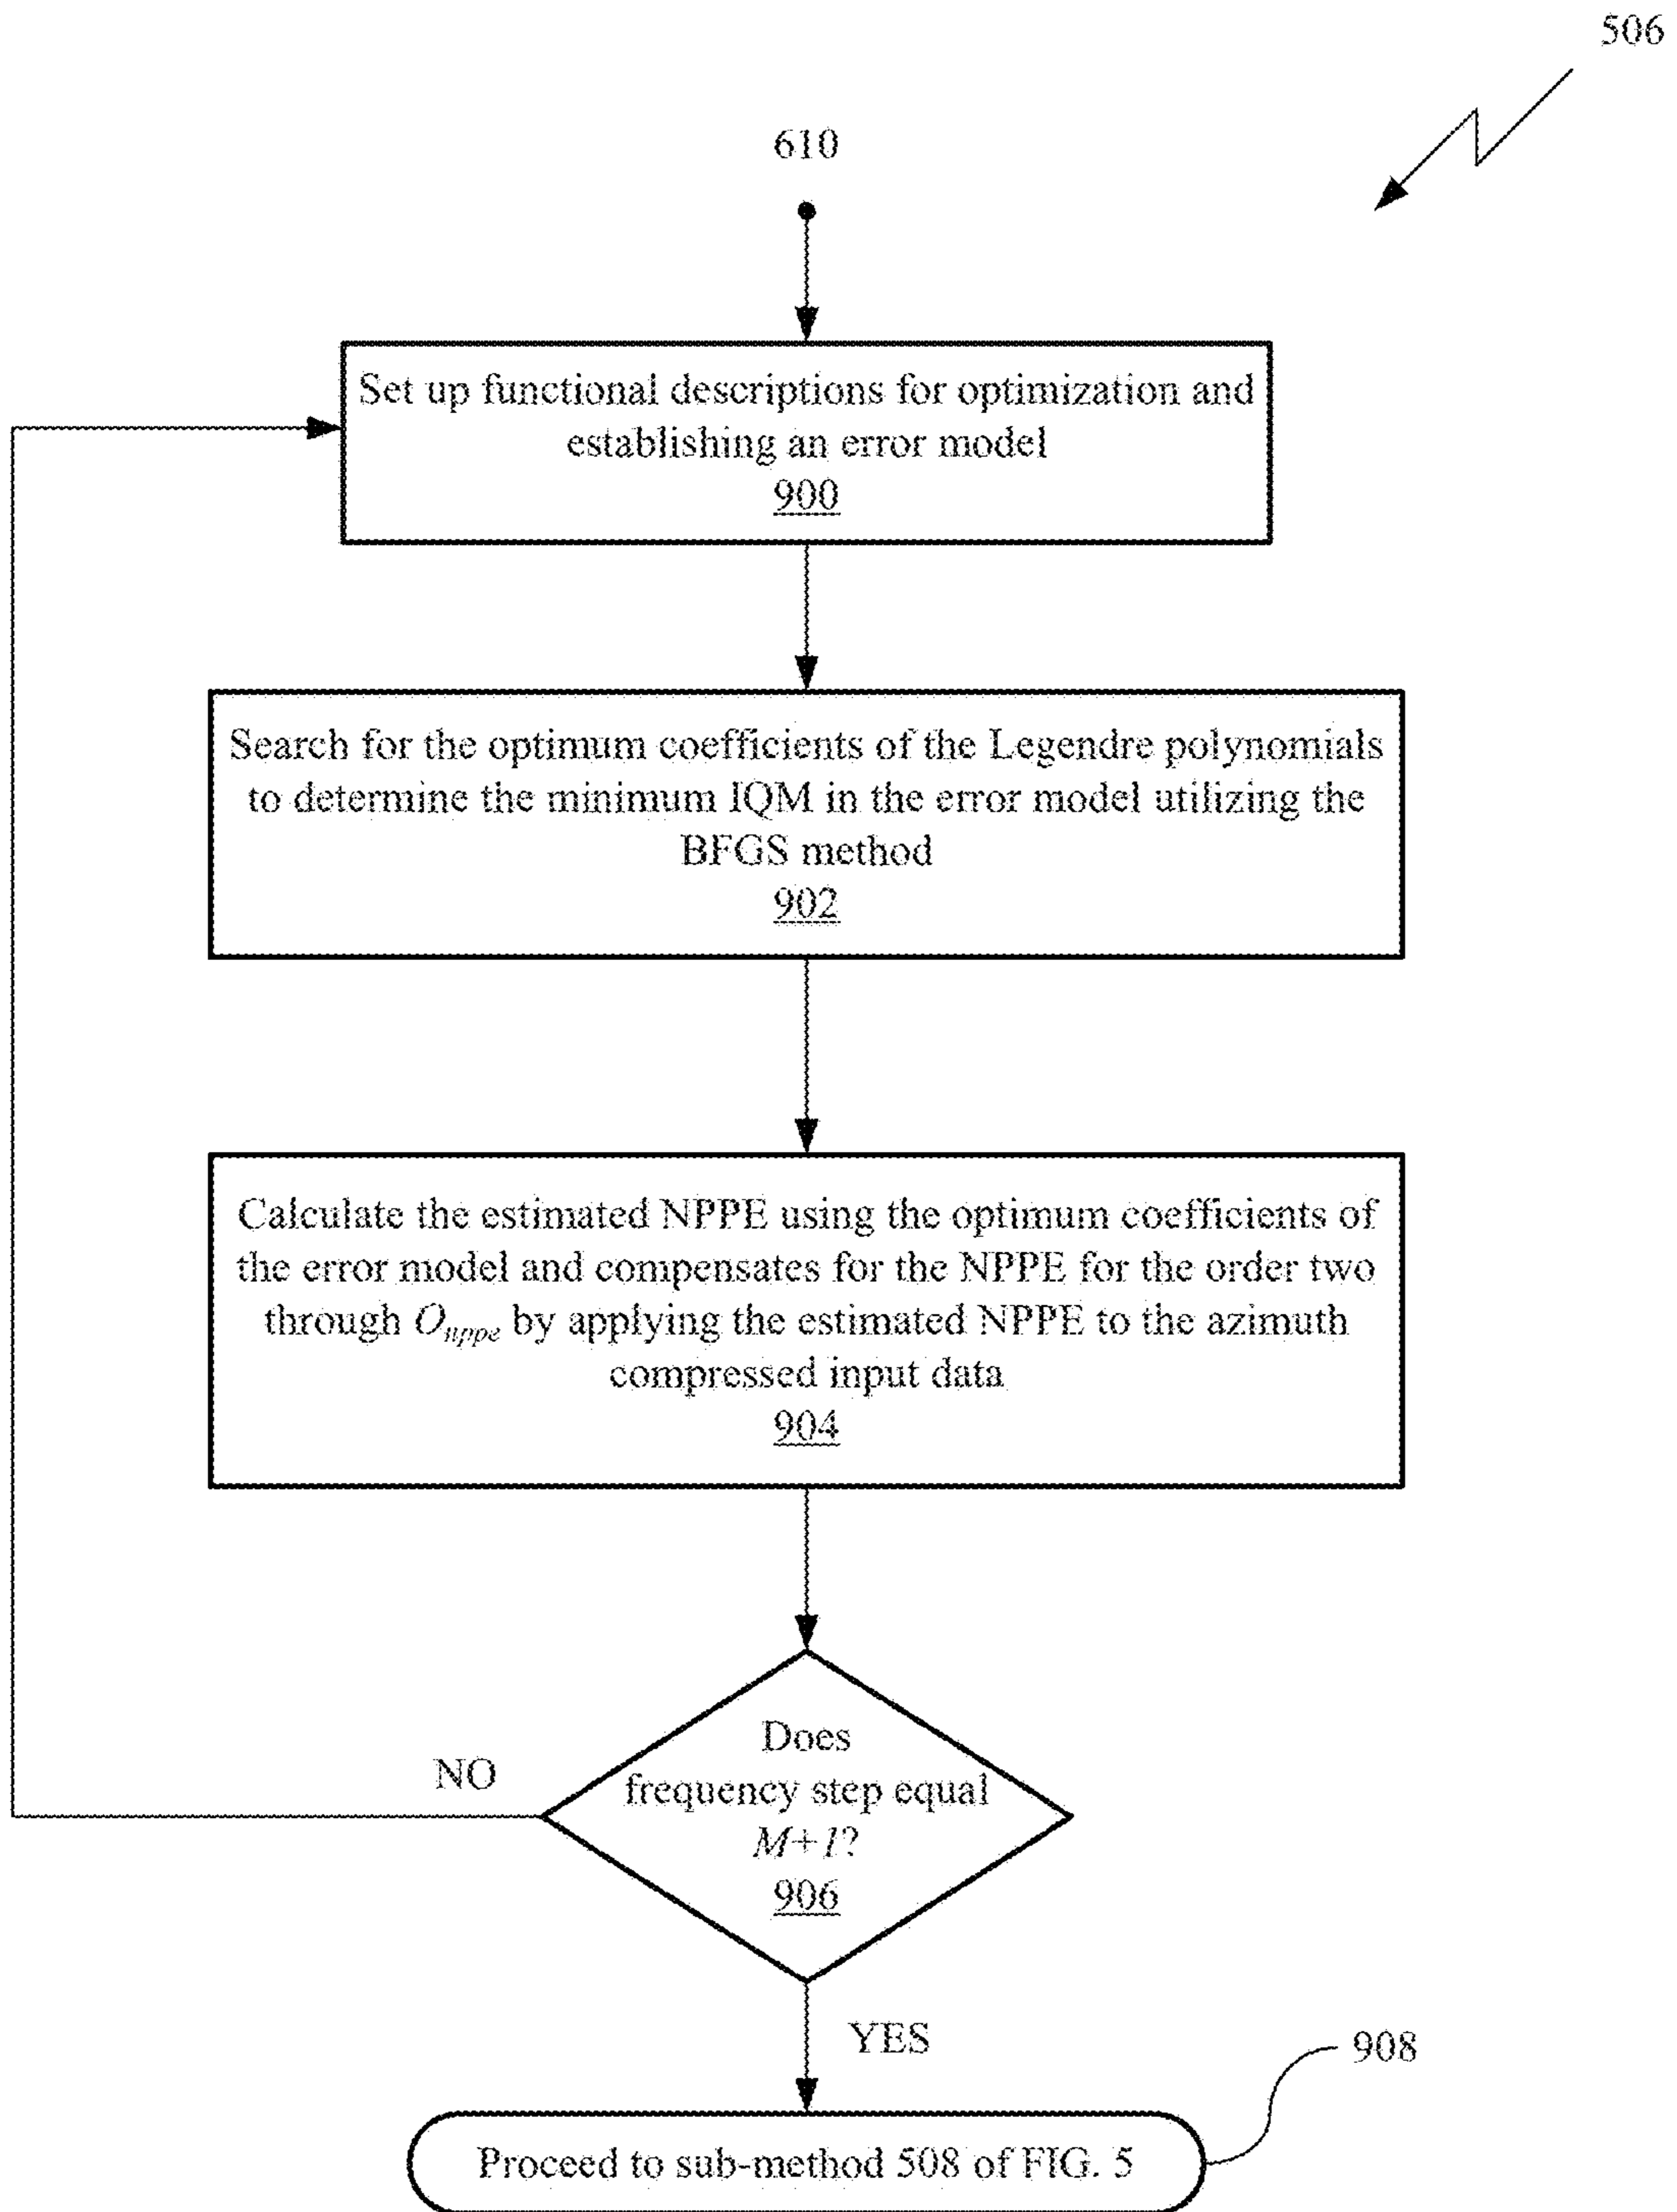 506
610
Set up functional descriptions for optimization and
establishing an error model
900
Search for the optimum coefficients of the Legendre polynomials
to determine the minimum IQM in the error model utilizing the
BFGS method
902
Calculate the estimated NPPE using the optimum coefficients of
the error model and compensates for the NPPE for the order two
through Onppe by applying the estimated NPPE to the azimuth
compressed input data
904
Does
frequency step equal
M+1?
906
NO
YES
908
Proceed to sub-method 508 of FIG. 5